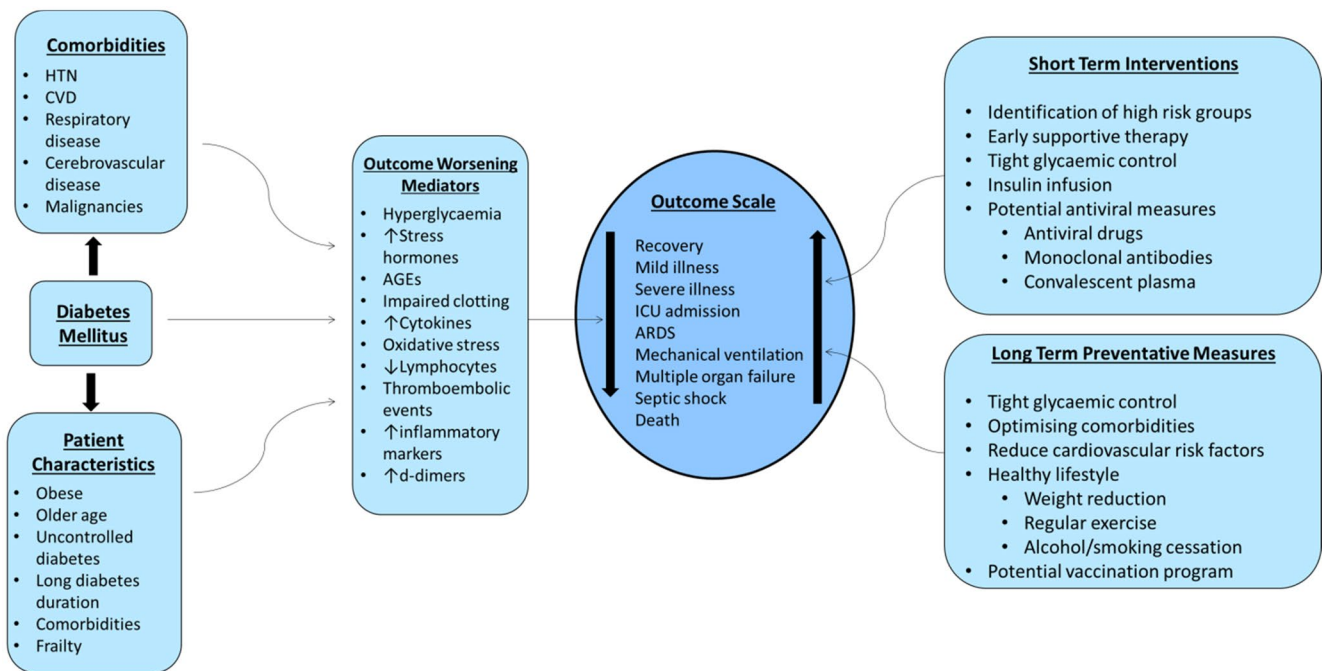 Comorbidities
• HTN
• CVD
• Respiratory
disease
• Cerebrovascular
disease
• Malignancies
Diabetes
Mellitus
Patient
Characteristics
• Obese
• Older age
• Uncontrolled
diabetes
• Long diabetes
duration
• Comorbidities
• Frailty
Outcome Worsening
Mediators
• Hyperglycaemia
• ↑Stress
hormones
• AGEs
• Impaired clotting
• ↑Cytokines
• Oxidative stress
• ↓Lymphocytes
• Thromboembolic
events
• ↑inflammatory
markers
• ↑d-dimers
Outcome Scale
Recovery
Mild illness
Severe illness
ICU admission
ARDS
Mechanical ventilation
Multiple organ failure
Septic shock
Death
Short Term Interventions
• Identification of high risk groups
• Early supportive therapy
• Tight glycaemic control
• Insulin infusion
• Potential antiviral measures
• Antiviral drugs
• Monoclonal antibodies
• Convalescent plasma
Long Term Preventative Measures
• Tight glycaemic control
• Optimising comorbidities
• Reduce cardiovascular risk factors
• Healthy lifestyle
• Weight reduction
• Regular exercise
• Alcohol/smoking cessation
• Potential vaccination program